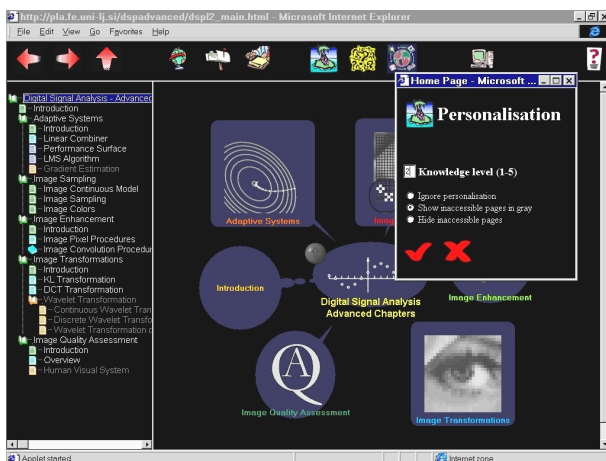 http://pla.fe.uni-lj.si/dspadvanced/dspl2_main.html - Microsoft Internet Explorer
File Edit View Go Favorites Help
Digital Signal Analysis - Advanced
Introduction
Adaptive Systems
Introduction
Linear Combiner
Performance Surface
LMS Algorithm
Gradient Estimation
Image Sampling
Image Continuous Model
Image Sampling
Image Colors
Image Enhancement
Introduction
Image Pixel Procedures
Image Convolution Procedur
Image Transformations
Introduction
KL Transformation
DCT Transformation
Wavelet Transformation
Continuous Wavelet Tran
Discrete Wavelet Transfo
Wavelet Transformation
Image Quality Assessment
Introduction
Overview
Human Visual System
Adaptive Systems
Introduction
Digital Signal Analysis
Advanced Chapters
Image Enhancement
QA
Image Quality Assessment
Image Transformations
Home Page - Microsoft ...
Personalisation
2 Knowledge level (1-5)
Ignore personalisation
Show inaccessible pages in gray
Hide inaccessible pages
Applet started
Internet zone